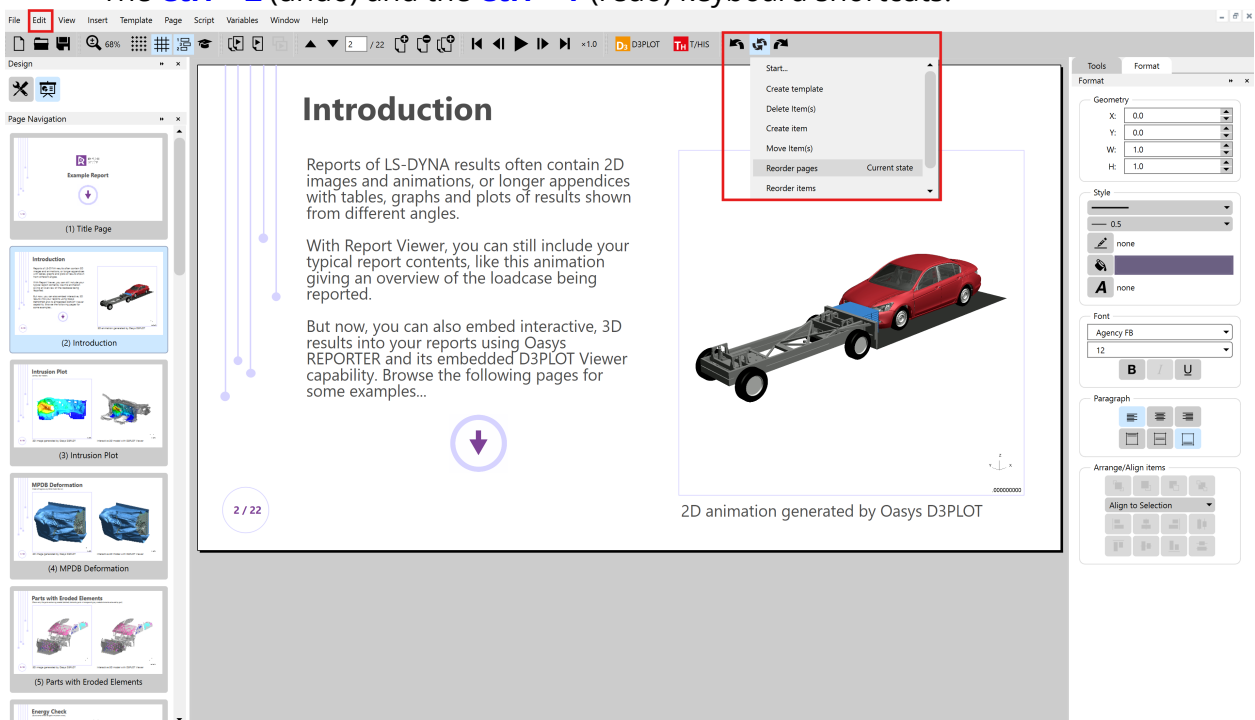 The Ctrl + Z (undo) and the Ctrl + Y (redo) keyboard shortcuts.
File Edit View Insert Template Page Script Variables Window Help
68% 2 / 22 ×1.0 D3PLOT T/HIS
Design
Page Navigation
Example Report
(1) Title Page
Introduction
(2) Introduction
Intrusion Plot
(3) Intrusion Plot
MPDB Deformation
(4) MPDB Deformation
Parts with Eroded Elements
(5) Parts with Eroded Elements
Energy Check
Introduction
Reports of LS-DYNA results often contain 2D
images and animations, or longer appendices
with tables, graphs and plots of results shown
from different angles.
With Report Viewer, you can still include your
typical report contents, like this animation
giving an overview of the loadcase being
reported.
But now, you can also embed interactive, 3D
results into your reports using Oasys
REPORTER and its embedded D3PLOT Viewer
capability. Browse the following pages for
some examples...
2 / 22
Start...
Create template
Delete Item(s)
Create item
Move Item(s)
Reorder pages Current state
Reorder items
.000000000
2D animation generated by Oasys D3PLOT
Tools Format
Format
Geometry
X: 0.0
Y: 0.0
W: 1.0
H: 1.0
Style
0.5
none
A none
Font
Agency FB
12
B I U
Paragraph
Arrange/Align items
Align to Selection